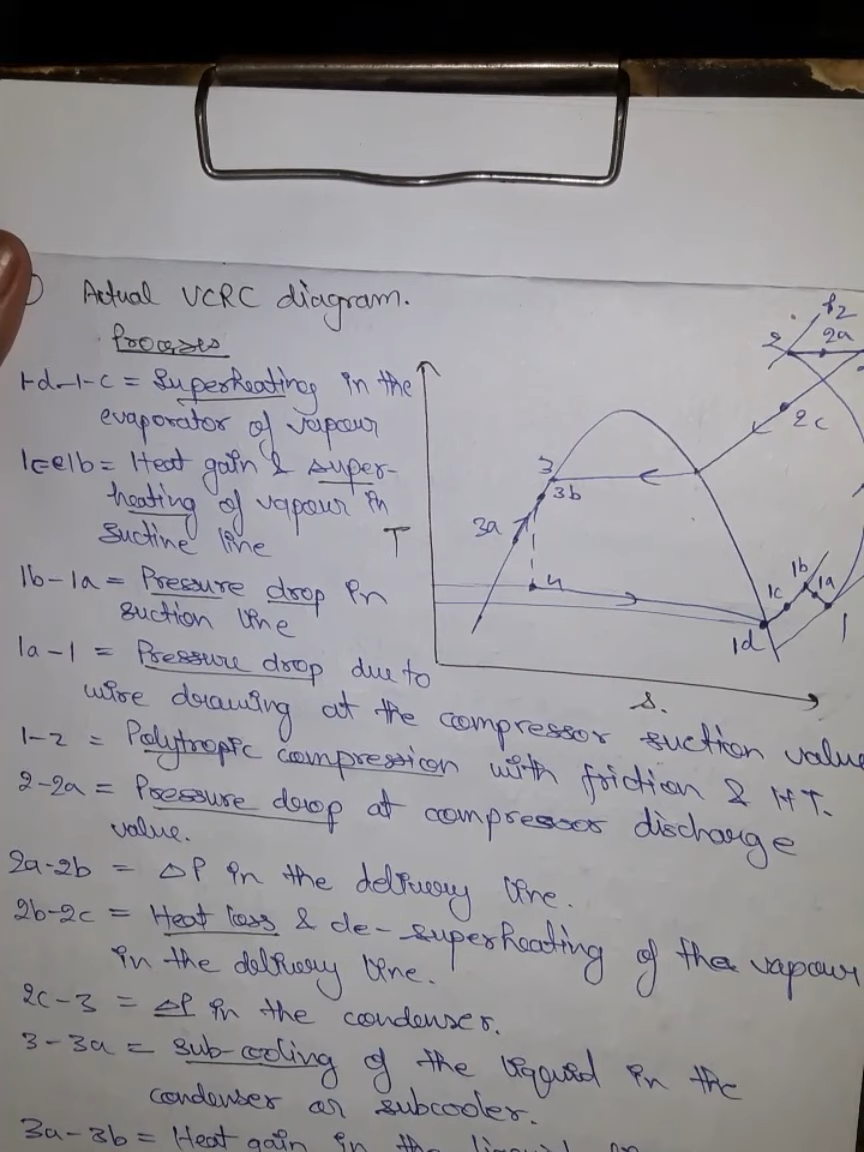 Actual VCRC diagram.
Processes
1-d-1-c = Superheating in the
evaporator of vapour
1c-1b = Heat gain & super-
heating of vapour in
suctine line
1b-1a = Pressure drop in
suction line
1a-1 = Pressure drop due to
wire drawing at the compressor suction value
1-2 = Polytropic compression with friction & HT.
2-2a = Pressure drop at compressor discharge
value.
2a-2b = ΔP in the delivery line.
2b-2c = Heat loss & de-superheating of the vapour
in the delivery line.
2c-3 = ΔP in the condenser.
3-3a = Sub-cooling of the liquid in the
condenser or subcooler.
3a-3b = Heat gain in the liquid
P2
2
2a
2c
3
3b
3a
T
4
1b
1c
1a
1d
1
S.